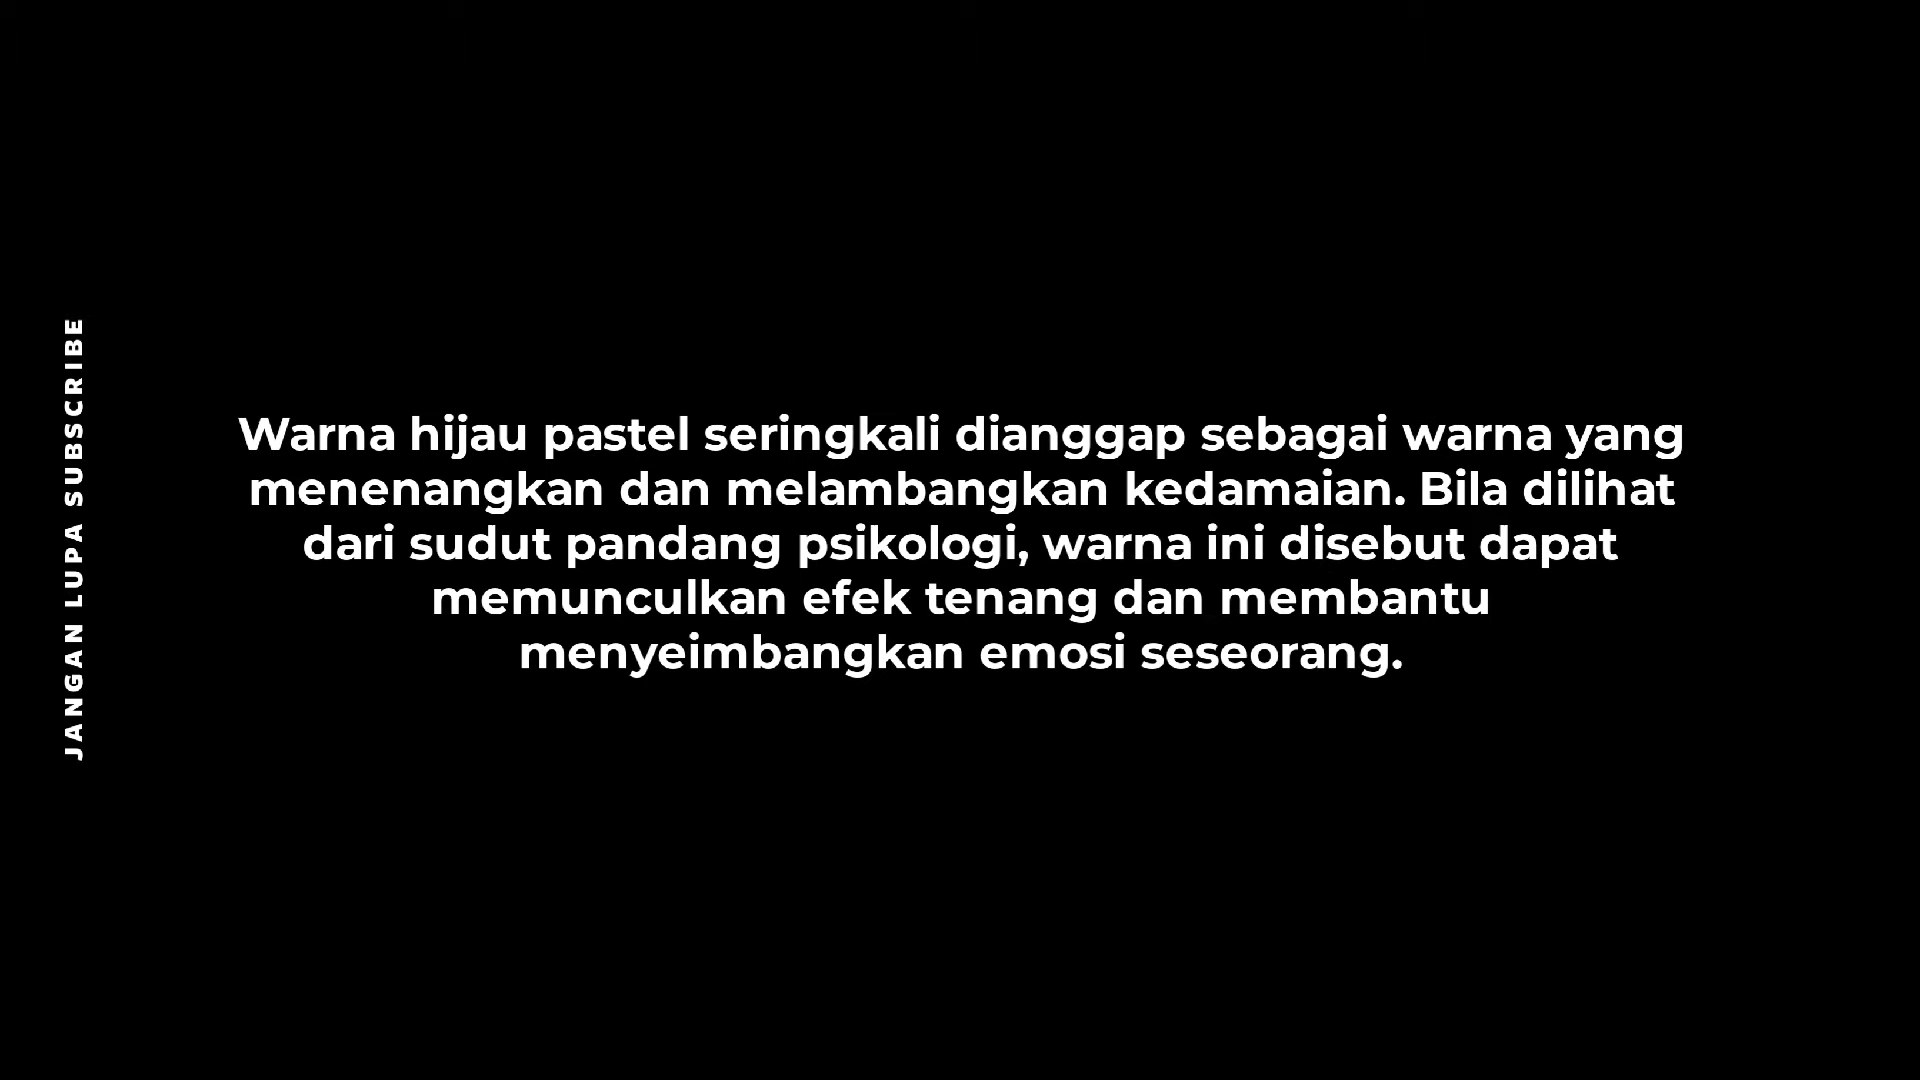 JANGAN LUPA SUBSCRIBE
Warna hijau pastel seringkali dianggap sebagai warna yang
menenangkan dan melambangkan kedamaian. Bila dilihat
dari sudut pandang psikologi, warna ini disebut dapat
memunculkan efek tenang dan membantu
menyeimbangkan emosi seseorang.